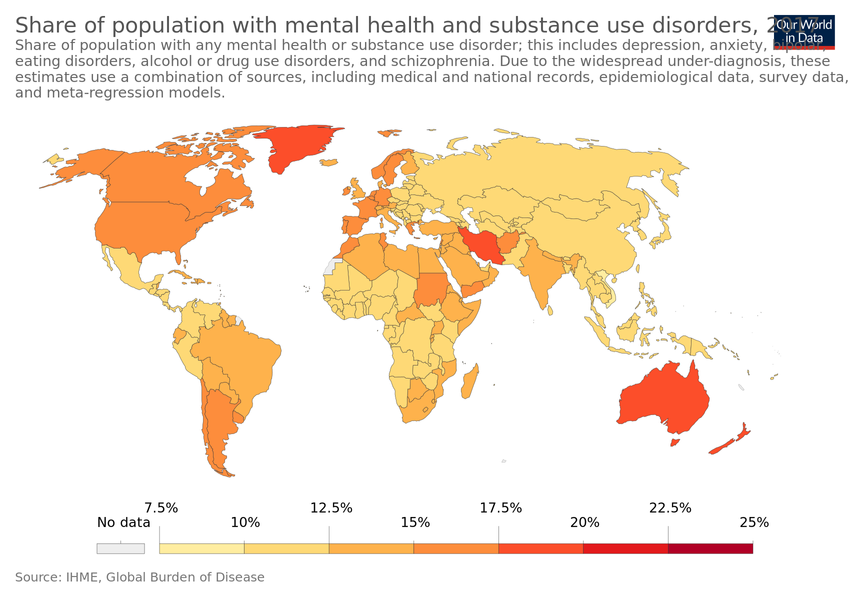 Share of population with mental health and substance use disorders, 2017
Our World
in Data
Share of population with any mental health or substance use disorder; this includes depression, anxiety, bipolar,
eating disorders, alcohol or drug use disorders, and schizophrenia. Due to the widespread under-diagnosis, these
estimates use a combination of sources, including medical and national records, epidemiological data, survey data,
and meta-regression models.
7.5% 12.5% 17.5% 22.5%
No data 10% 15% 20% 25%
Source: IHME, Global Burden of Disease